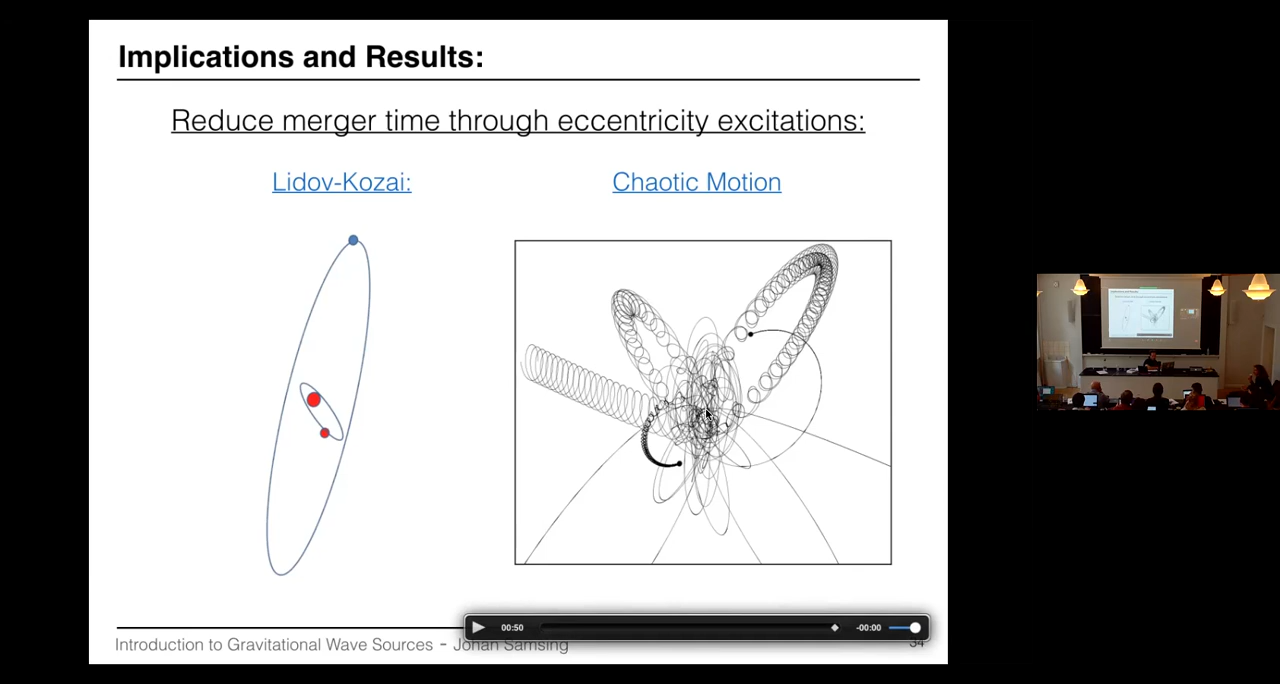 Implications and Results:
Reduce merger time through eccentricity excitations:
Lidov-Kozai:
Chaotic Motion
00:50
-00:00
Introduction to Gravitational Wave Sources - Johan Samsing
34